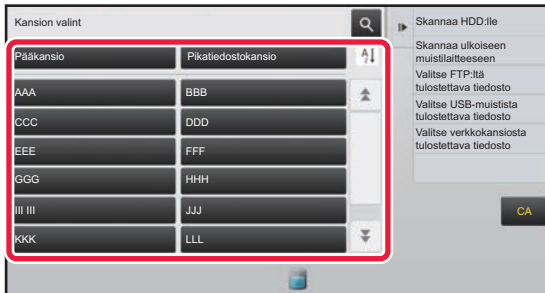 Kansion valint
Pääkansio
Pikatiedostokansio
AAA
BBB
CCC
DDD
EEE
FFF
GGG
HHH
III III
JJJ
KKK
LLL
Skannaa HDD:lle
Skannaa ulkoiseen
muistilaitteeseen
Valitse FTP:ltä
tulostettava tiedosto
Valitse USB-muistista
tulostettava tiedosto
Valitse verkkokansiosta
tulostettava tiedosto
CA